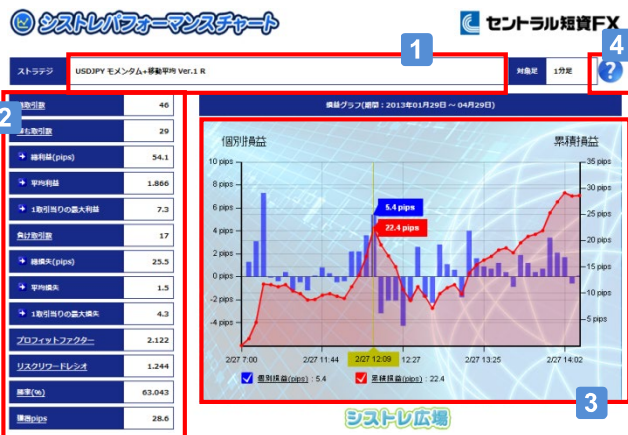 シストレパフォーマンスチャート
セントラル短資FX
1
4
ストラテジ
USDJPY モメンタム+移動平均 Ver.1 R
対象足
1分足
?
2
取引数
46
損益グラフ(期間：2013年01月29日 ～ 04月29日)
勝ち取引数
29
総利益(pips)
54.1
平均利益
1.866
1取引当りの最大利益
7.3
負け取引数
17
総損失(pips)
25.5
平均損失
1.5
1取引当りの最大損失
4.3
プロフィットファクター
2.122
リスクリワードレシオ
1.244
勝率(%)
63.043
獲得pips
28.6
個別損益
累積損益
10 pips
8 pips
6 pips
4 pips
2 pips
0 pips
-2 pips
-4 pips
35 pips
30 pips
25 pips
20 pips
15 pips
10 pips
5 pips
5.4 pips
22.4 pips
2/27 7:00
2/27 11:44
2/27 12:09
12:27
2/27 13:25
2/27 14:02
個別損益(pips) : 5.4
累積損益(pips) : 22.4
3
シストレ広場